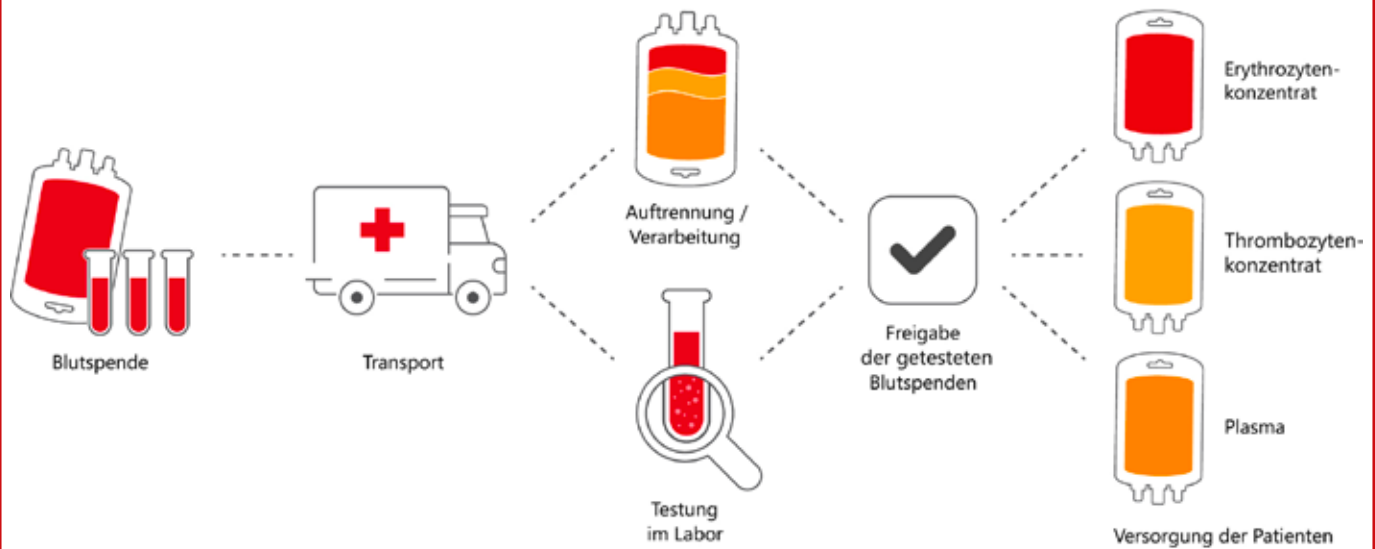 Blutspende
Transport
Auftrennung /
Verarbeitung
Testung
im Labor
Freigabe
der getesteten
Blutspenden
Erythrozyten-
konzentrat
Thrombozyten-
konzentrat
Plasma
Versorgung der Patienten